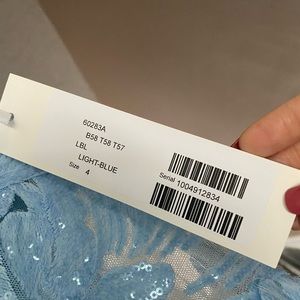 60283A
B58 T58 T57
LBL
LIGHT-BLUE
Size 4
Serial 1004912834